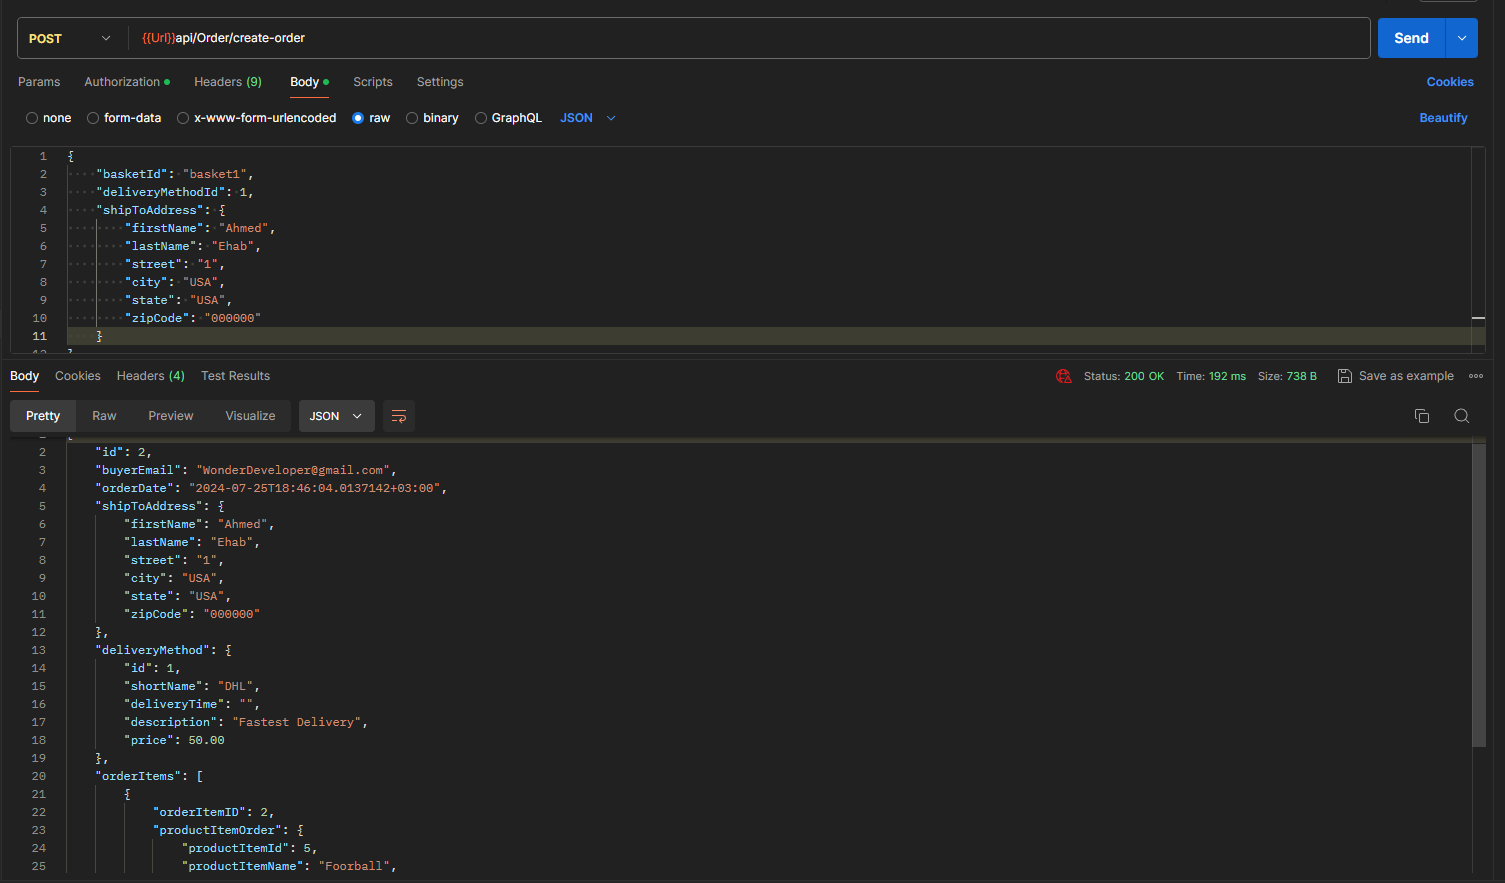 POST
{{Url}}api/Order/create-order
Send
Params Authorization Headers (9) Body Scripts Settings Cookies
none form-data x-www-form-urlencoded raw binary GraphQL JSON Beautify
1 {
2 "basketId": "basket1",
3 "deliveryMethodId": 1,
4 "shipToAddress": {
5 "firstName": "Ahmed",
6 "lastName": "Ehab",
7 "street": "1",
8 "city": "USA",
9 "state": "USA",
10 "zipCode": "000000"
11 }
12 }
Body Cookies Headers (4) Test Results Status: 200 OK Time: 192 ms Size: 738 B Save as example
Pretty Raw Preview Visualize JSON
2 "id": 2,
3 "buyerEmail": "WonderDeveloper@gmail.com",
4 "orderDate": "2024-07-25T18:46:04.0137142+03:00",
5 "shipToAddress": {
6 "firstName": "Ahmed",
7 "lastName": "Ehab",
8 "street": "1",
9 "city": "USA",
10 "state": "USA",
11 "zipCode": "000000"
12 },
13 "deliveryMethod": {
14 "id": 1,
15 "shortName": "DHL",
16 "deliveryTime": "",
17 "description": "Fastest Delivery",
18 "price": 50.00
19 },
20 "orderItems": [
21 {
22 "orderItemID": 2,
23 "productItemOrder": {
24 "productItemId": 5,
25 "productItemName": "Foorball",